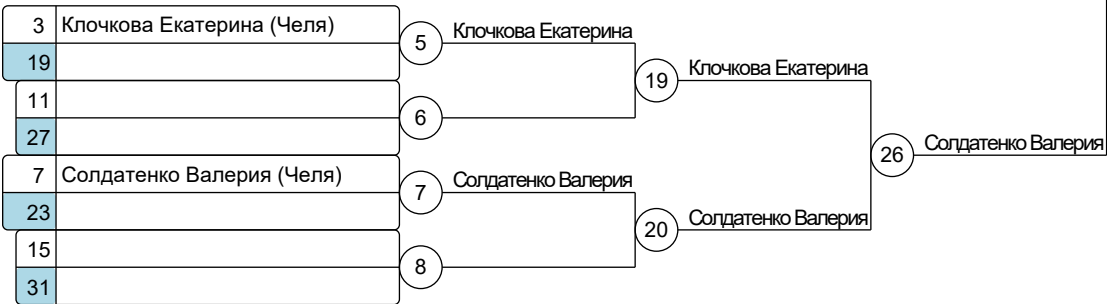 3 Клочкова Екатерина (Челя)
5 Клочкова Екатерина
19
19 Клочкова Екатерина
11
6
27
26 Солдатенко Валерия
7 Солдатенко Валерия (Челя)
7 Солдатенко Валерия
23
20 Солдатенко Валерия
15
8
31